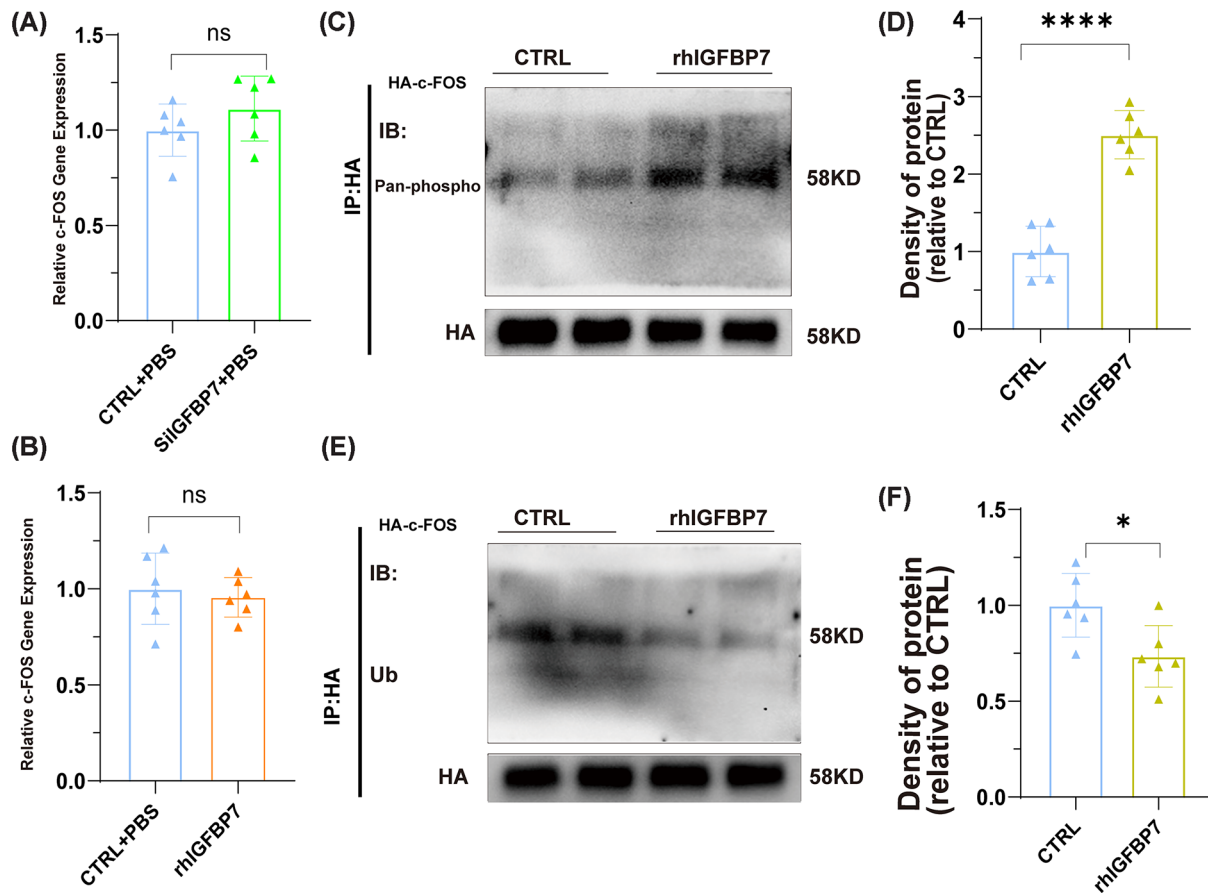 (A)
Relative c-FOS Gene Expression
1.5
1.0
0.5
0.0
ns
CTRL+PBS
SiIGFBP7+PBS
(B)
Relative c-FOS Gene Expression
1.5
1.0
0.5
0.0
ns
CTRL+PBS
rhIGFBP7
(C)
CTRL
rhIGFBP7
HA-c-FOS
IP:HA
IB:
Pan-phospho
58KD
HA
58KD
(D)
Density of protein
(relative to CTRL)
4
3
2
1
0
****
CTRL
rhIGFBP7
(E)
CTRL
rhIGFBP7
HA-c-FOS
IP:HA
IB:
58KD
Ub
HA
58KD
(F)
Density of protein
(relative to CTRL)
1.5
1.0
0.5
0.0
*
CTRL
rhIGFBP7